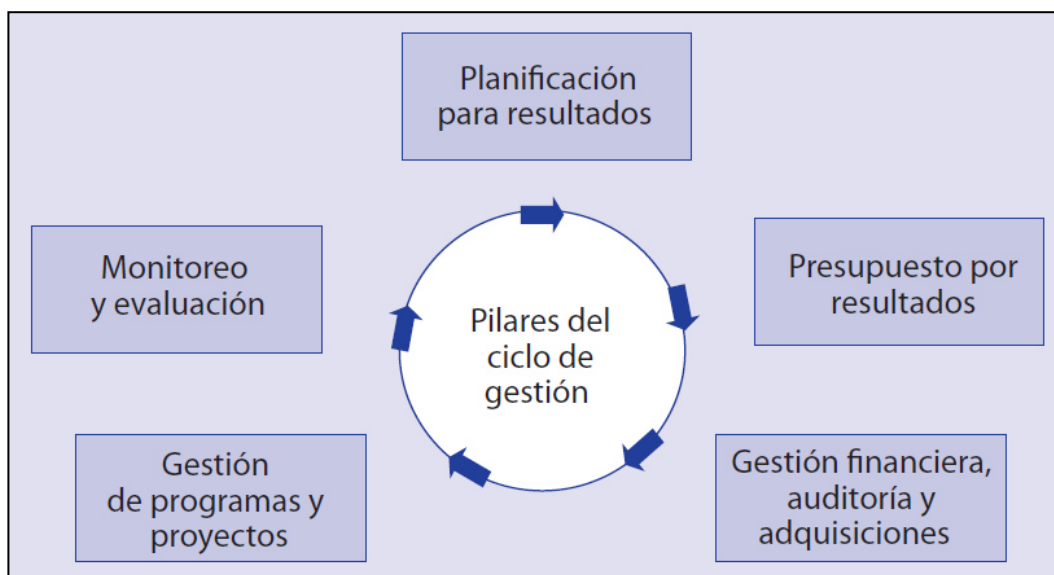 Planificación
para resultados
Monitoreo
y evaluación
Presupuesto por
resultados
Pilares del
ciclo de
gestión
Gestión
de programas y
proyectos
Gestión financiera,
auditoría y
adquisiciones